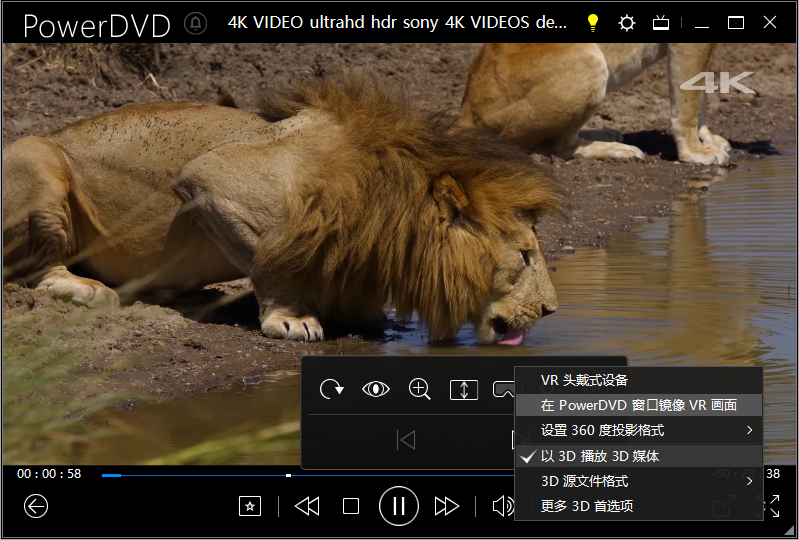 PowerDVD
4K VIDEO ultrahd hdr sony 4K VIDEOS de...
4K
VR 头戴式设备
在 PowerDVD 窗口镜像 VR 画面
设置 360 度投影格式
以 3D 播放 3D 媒体
3D 源文件格式
更多 3D 首选项
00 : 00 : 58
-00 : 28 : 38